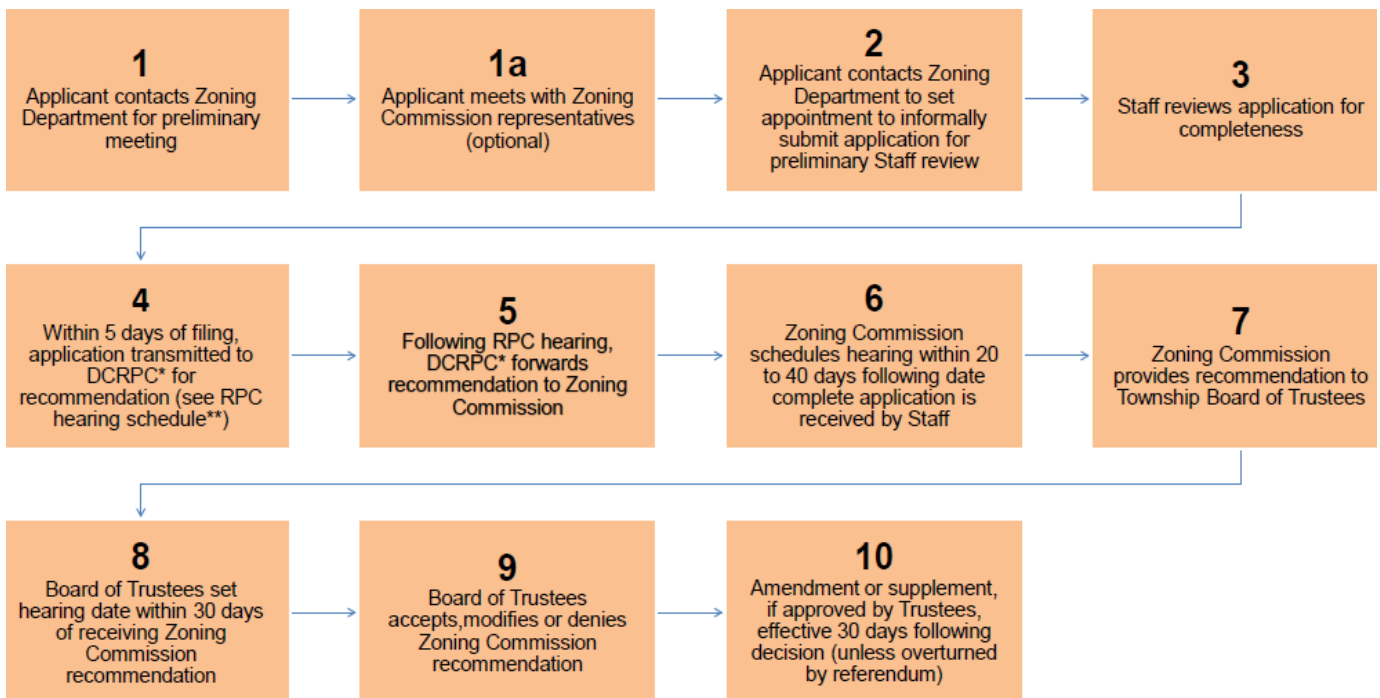 1
Applicant contacts Zoning
Department for preliminary
meeting
1a
Applicant meets with Zoning
Commission representatives
(optional)
2
Applicant contacts Zoning
Department to set
appointment to informally
submit application for
preliminary Staff review
3
Staff reviews application for
completeness
4
Within 5 days of filing,
application transmitted to
DCRPC* for
recommendation (see RPC
hearing schedule**)
5
Following RPC hearing,
DCRPC* forwards
recommendation to Zoning
Commission
6
Zoning Commission
schedules hearing within 20
to 40 days following date
complete application is
received by Staff
7
Zoning Commission
provides recommendation to
Township Board of Trustees
8
Board of Trustees set
hearing date within 30 days
of receiving Zoning
Commission
recommendation
9
Board of Trustees
accepts,modifies or denies
Zoning Commission
recommendation
10
Amendment or supplement,
if approved by Trustees,
effective 30 days following
decision (unless overturned
by referendum)